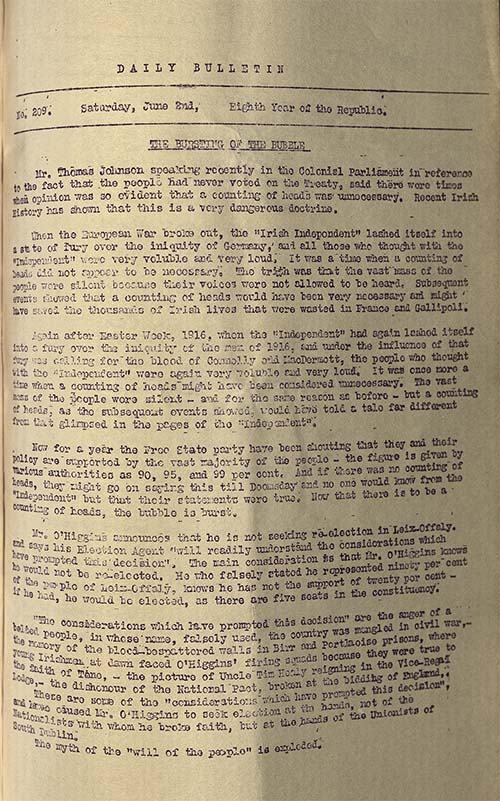 DAILY BULLETIN
No. 209. Saturday, June 2nd, Eighth Year of the Republic.
THE BURSTING OF THE BUBBLE
Mr. Thomas Johnson speaking recently in the Colonial Parliament in reference
to the fact that the people had never voted on the Treaty, said there were times
when opinion was so evident that a counting of heads was unnecessary. Recent Irish
History has shown that this is a very dangerous doctrine.
When the European War broke out, the "Irish Independent" lashed itself into
a state of fury over the iniquity of Germany, and all those who thought with the
"Independent" were very voluble and very loud. It was a time when a counting of
heads did not appear to be necessary. The truth was that the vast mass of the
people were silent because their voices were not allowed to be heard. Subsequent
events showed that a counting of heads would have been very necessary and might
have saved the thousands of Irish lives that were wasted in France and Gallipoli.
Again after Easter Week, 1916, when the "Independent" had again lashed itself
into a fury over the iniquity of the men of 1916, and under the influence of that
fury was calling for the blood of Connolly and MacDermott, the people who thought
with the "Independent" were again very voluble and very loud. It was once more a
time when a counting of heads might have been considered unnecessary. The vast
mass of the people were silent - and for the same reason as before - but a counting
of heads, as the subsequent events showed, would have told a tale far different
from that glimpsed in the pages of the "Independent".
Now for a year the Free State party have been shouting that they and their
policy are supported by the vast majority of the people - the figure is given by
various authorities as 90, 95, and 99 per cent. And if there was no counting of
heads, they might go on saying this till Doomsday and no one would know from the
"Independent" but that their statements were true. Now that there is to be a
counting of heads, the bubble is burst.
Mr. O'Higgins announces that he is not seeking re-election in Leix-Offaly.
and says his Election Agent "will readily understand the considerations which
have prompted this decision". The main consideration is that Mr. O'Higgins knows
he would not be re-elected. He who falsely stated he represented ninety per cent
of the people of Leix-Offaly, knows he has not the support of twenty per cent -
if he had, he would be elected, as there are five seats in the constituency.
"The considerations which have prompted this decision" are the anger of a
belied people, in whose name, falsely used, the country was mangled in civil war,--
the memory of the blood-bespattered walls in Birr and Portlaoise prisons, where
young Irishmen at dawn faced O'Higgins' firing squads because they were true to
the faith of Tone, - the picture of Uncle Tim Healy reigning in the Vice-Regal
Lodge, - the dishonour of the National Pact, broken at the bidding of England,.
These are some of the "considerations which have prompted this decision",
and have caused Mr. O'Higgins to seek election at the hands, not of the
Nationalists with whom he broke faith, but at the hands of the Unionists of
South Dublin.
The myth of the "will of the people" is exploded.